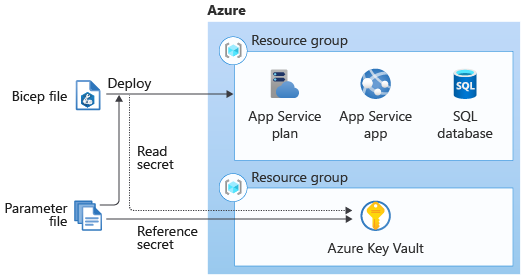 Azure
Resource group
Bicep file
Deploy
App Service
plan
App Service
app
SQL
SQL
database
Read
secret
Resource group
Parameter
file
Reference
secret
Azure Key Vault